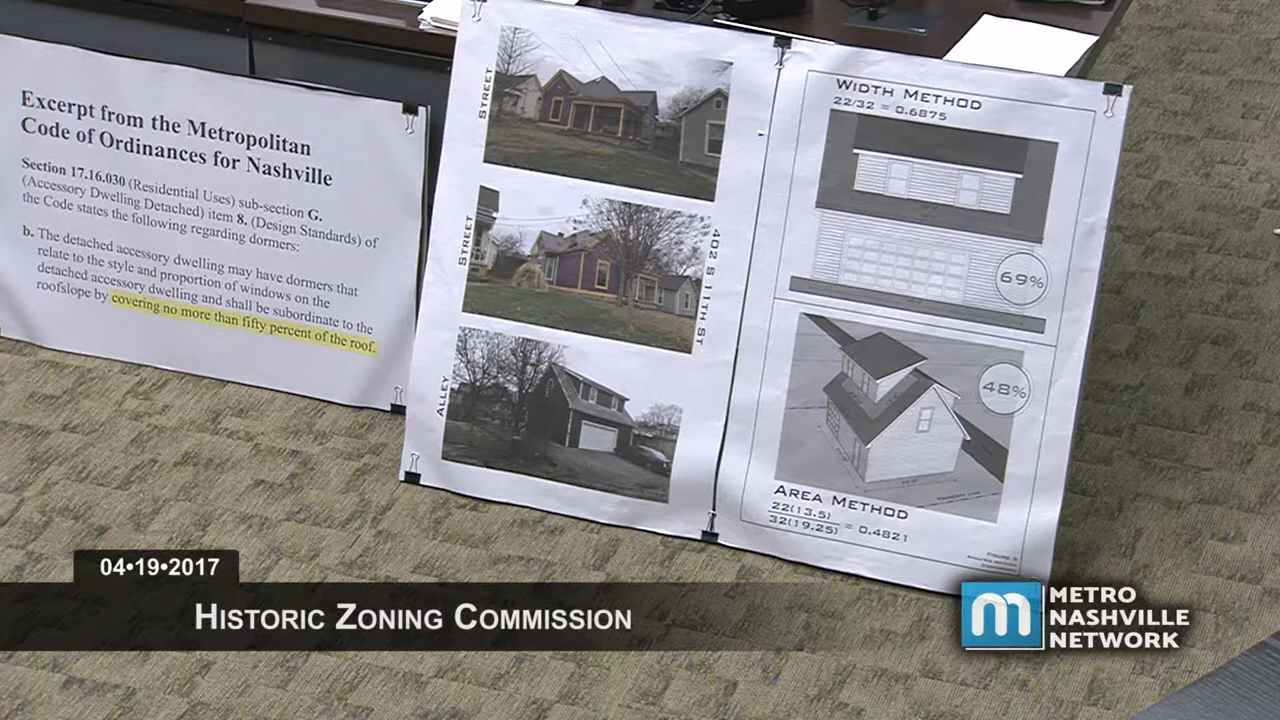 Excerpt from the Metropolitan
Code of Ordinances for Nashville
Section 17.16.030 (Residential Uses) sub-section G.
(Accessory Dwelling Detached) item 8. (Design Standards) of
the Code states the following regarding dormers:
b. The detached accessory dwelling may have dormers that
relate to the style and proportion of windows on the
detached accessory dwelling and shall be subordinate to the
roofslope by covering no more than fifty percent of the roof.
STREET
STREET
ALLEY
402 S 11TH ST
WIDTH METHOD
22/32 = 0.6875
69%
48%
AREA METHOD
22(13.5)
32(19.25) = 0.4821
04•19•2017
HISTORIC ZONING COMMISSION
m
METRO
NASHVILLE
NETWORK